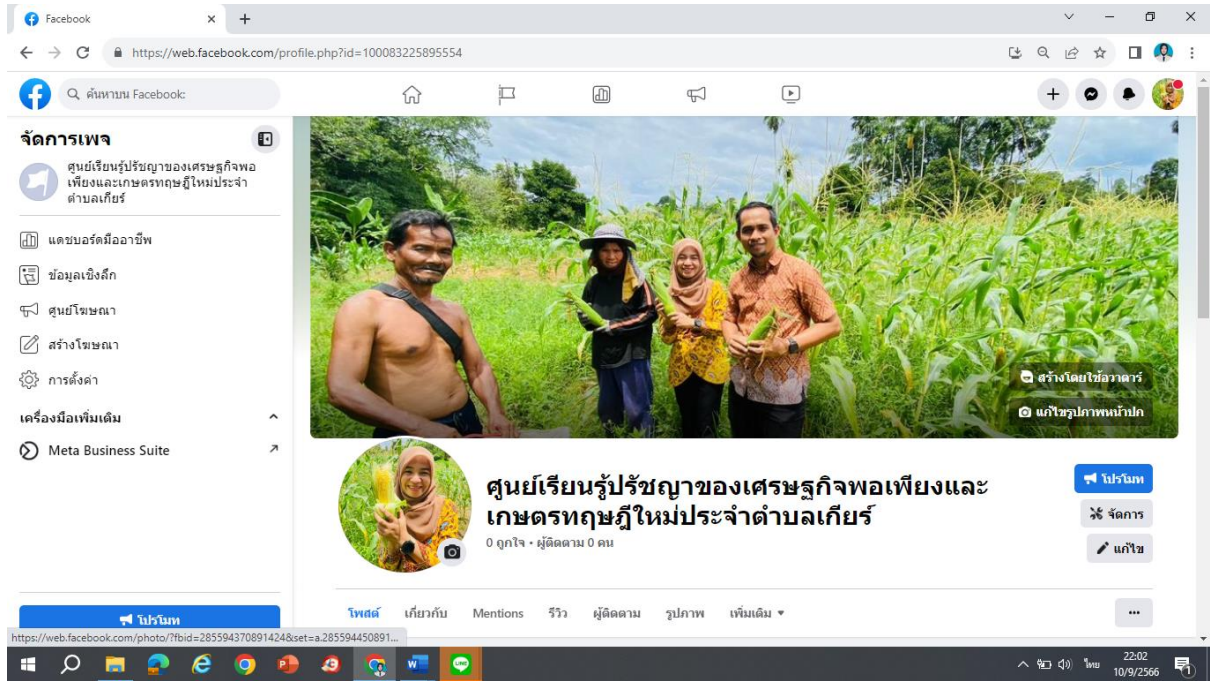 Facebook
https://web.facebook.com/profile.php?id=100083225895554
ค้นหาบน Facebook:
จัดการเพจ
ศูนย์เรียนรู้ปรัชญาของเศรษฐกิจพอ
เพียงและเกษตรทฤษฎีใหม่ประจำ
ตำบลเกียร์
แดชบอร์ดมืออาชีพ
ข้อมูลเชิงลึก
ศูนย์โฆษณา
สร้างโฆษณา
การตั้งค่า
เครื่องมือเพิ่มเติม
Meta Business Suite
โปรโมท
สร้างโดยใช้อวาตาร์
แก้ไขรูปภาพหน้าปก
ศูนย์เรียนรู้ปรัชญาของเศรษฐกิจพอเพียงและ
เกษตรทฤษฎีใหม่ประจำตำบลเกียร์
0 ถูกใจ • ผู้ติดตาม 0 คน
โปรโมท
จัดการ
แก้ไข
โพสต์ เกี่ยวกับ Mentions รีวิว ผู้ติดตาม รูปภาพ เพิ่มเติม
https://web.facebook.com/photo/?fbid=285594370891424&set=a.285594450891...
ไทย
22:02
10/9/2566
1